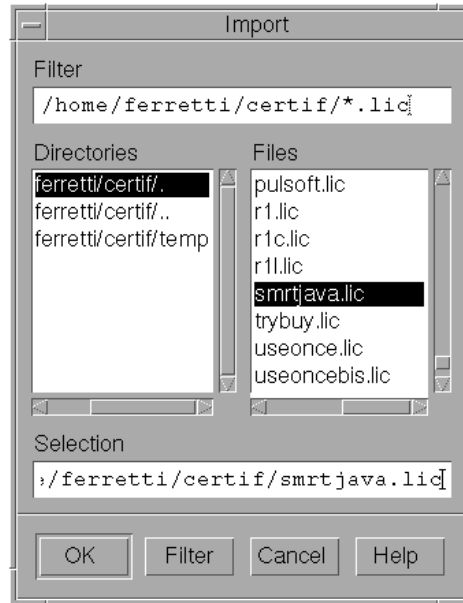 Import
Filter
/home/ferretti/certif/*.lic
Directories
ferretti/certif/.
ferretti/certif/..
ferretti/certif/temp
Files
pulsoft.lic
r1.lic
r1c.lic
r1l.lic
smrtjava.lic
trybuy.lic
useonce.lic
useoncebis.lic
Selection
/ferretti/certif/smrtjava.lic
OK Filter Cancel Help